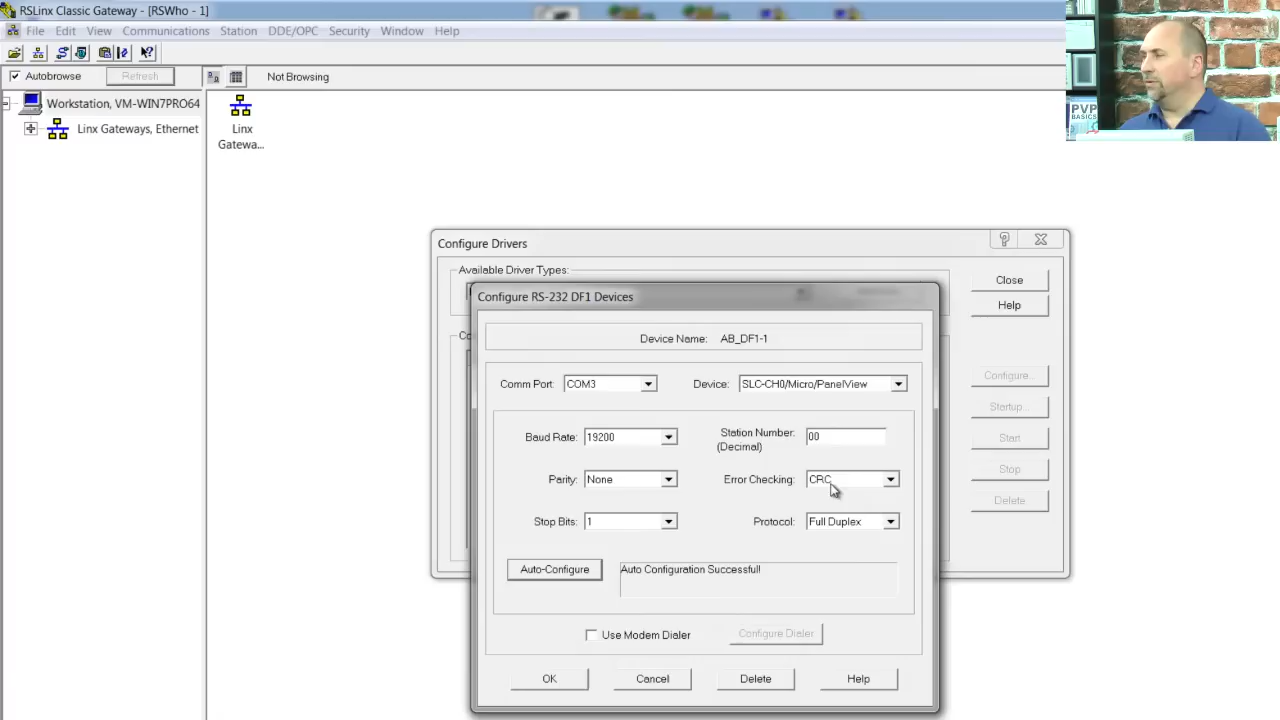 RSLinx Classic Gateway - [RSWho - 1]
File Edit View Communications Station DDE/OPC Security Window Help
Autobrowse Refresh Not Browsing
Workstation, VM-WIN7PRO64
Linx Gateways, Ethernet
Linx
Gatewa...
PVP
BASICS
Configure Drivers
Available Driver Types:
Close
Help
Configure...
Startup...
Start
Stop
Delete
Co
Configure RS-232 DF1 Devices
Device Name: AB_DF1-1
Comm Port: COM3 Device: SLC-CH0/Micro/PanelView
Baud Rate: 19200 Station Number: 00
(Decimal)
Parity: None Error Checking: CRC
Stop Bits: 1 Protocol: Full Duplex
Auto-Configure Auto Configuration Successful!
Use Modem Dialer Configure Dialer
OK Cancel Delete Help